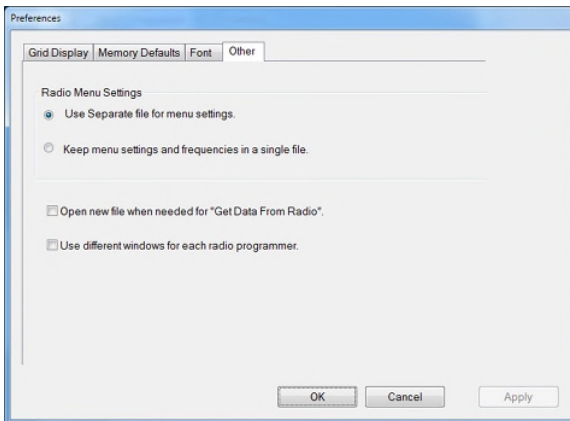 Preferences
Grid Display Memory Defaults Font Other
Radio Menu Settings
Use Separate file for menu settings.
Keep menu settings and frequencies in a single file.
Open new file when needed for "Get Data From Radio".
Use different windows for each radio programmer.
OK Cancel Apply